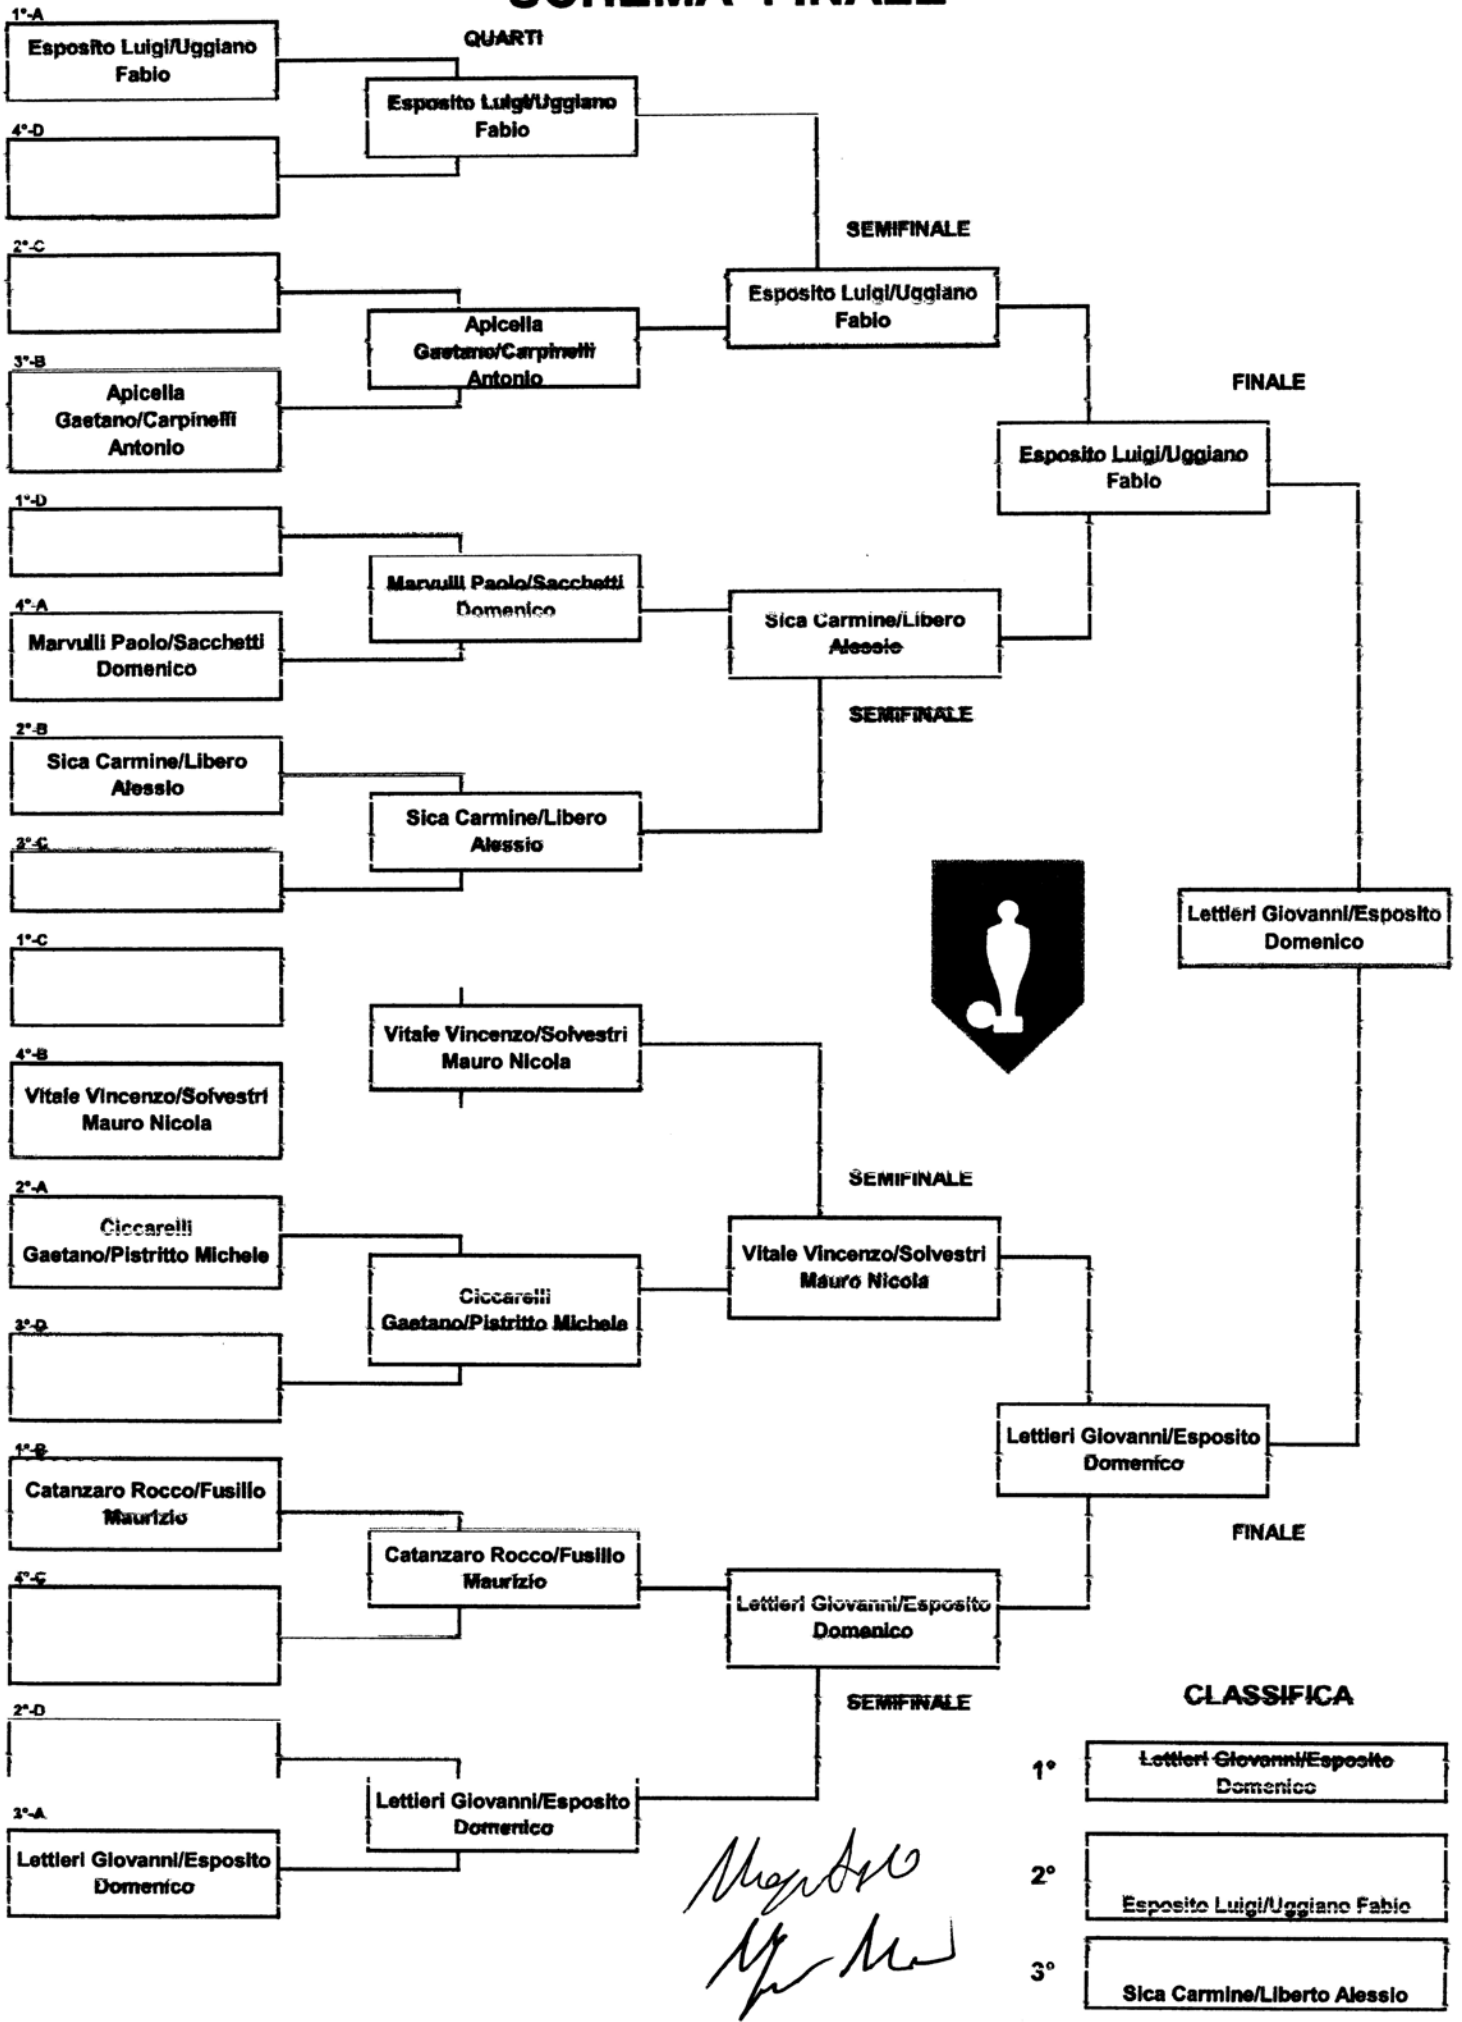 SCHEMA FINALE
1°-A
QUARTI
Esposito Luigi/Uggiano
Fabio
Esposito Luigi/Uggiano
Fabio
4°-D
SEMIFINALE
2°-C
Esposito Luigi/Uggiano
Fabio
Apicella
Gaetano/Carpinelli
Antonio
3°-B
Apicella
Gaetano/Carpinelli
Antonio
FINALE
Esposito Luigi/Uggiano
Fabio
1°-D
Marvulli Paolo/Sacchetti
Domenico
4°-A
Marvulli Paolo/Sacchetti
Domenico
Sica Carmine/Libero
Alessio
SEMIFINALE
2°-B
Sica Carmine/Libero
Alessio
Sica Carmine/Libero
Alessio
3°-C
Lettieri Giovanni/Esposito
Domenico
1°-C
Vitale Vincenzo/Solvestri
Mauro Nicola
4°-B
Vitale Vincenzo/Solvestri
Mauro Nicola
SEMIFINALE
2°-A
Ciccarelli
Gaetano/Pistritto Michele
Vitale Vincenzo/Solvestri
Mauro Nicola
Ciccarelli
Gaetano/Pistritto Michele
3°-D
Lettieri Giovanni/Esposito
Domenico
1°-B
Catanzaro Rocco/Fusillo
Maurizio
FINALE
Catanzaro Rocco/Fusillo
Maurizio
4°-C
Lettieri Giovanni/Esposito
Domenico
SEMIFINALE
2°-D
CLASSIFICA
1°
Lettieri Giovanni/Esposito
Domenico
Lettieri Giovanni/Esposito
Domenico
3°-A
Lettieri Giovanni/Esposito
Domenico
2°
Esposito Luigi/Uggiano Fabio
3°
Sica Carmine/Liberto Alessio